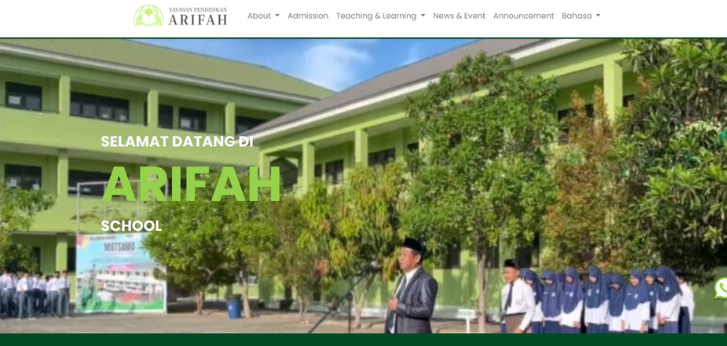 YAYASAN PENDIDIKAN
ARIFAH
About
Admission
Teaching & Learning
News & Event
Announcement
Bahasa
SELAMAT DATANG DI
ARIFAH
SCHOOL
MATSAMA